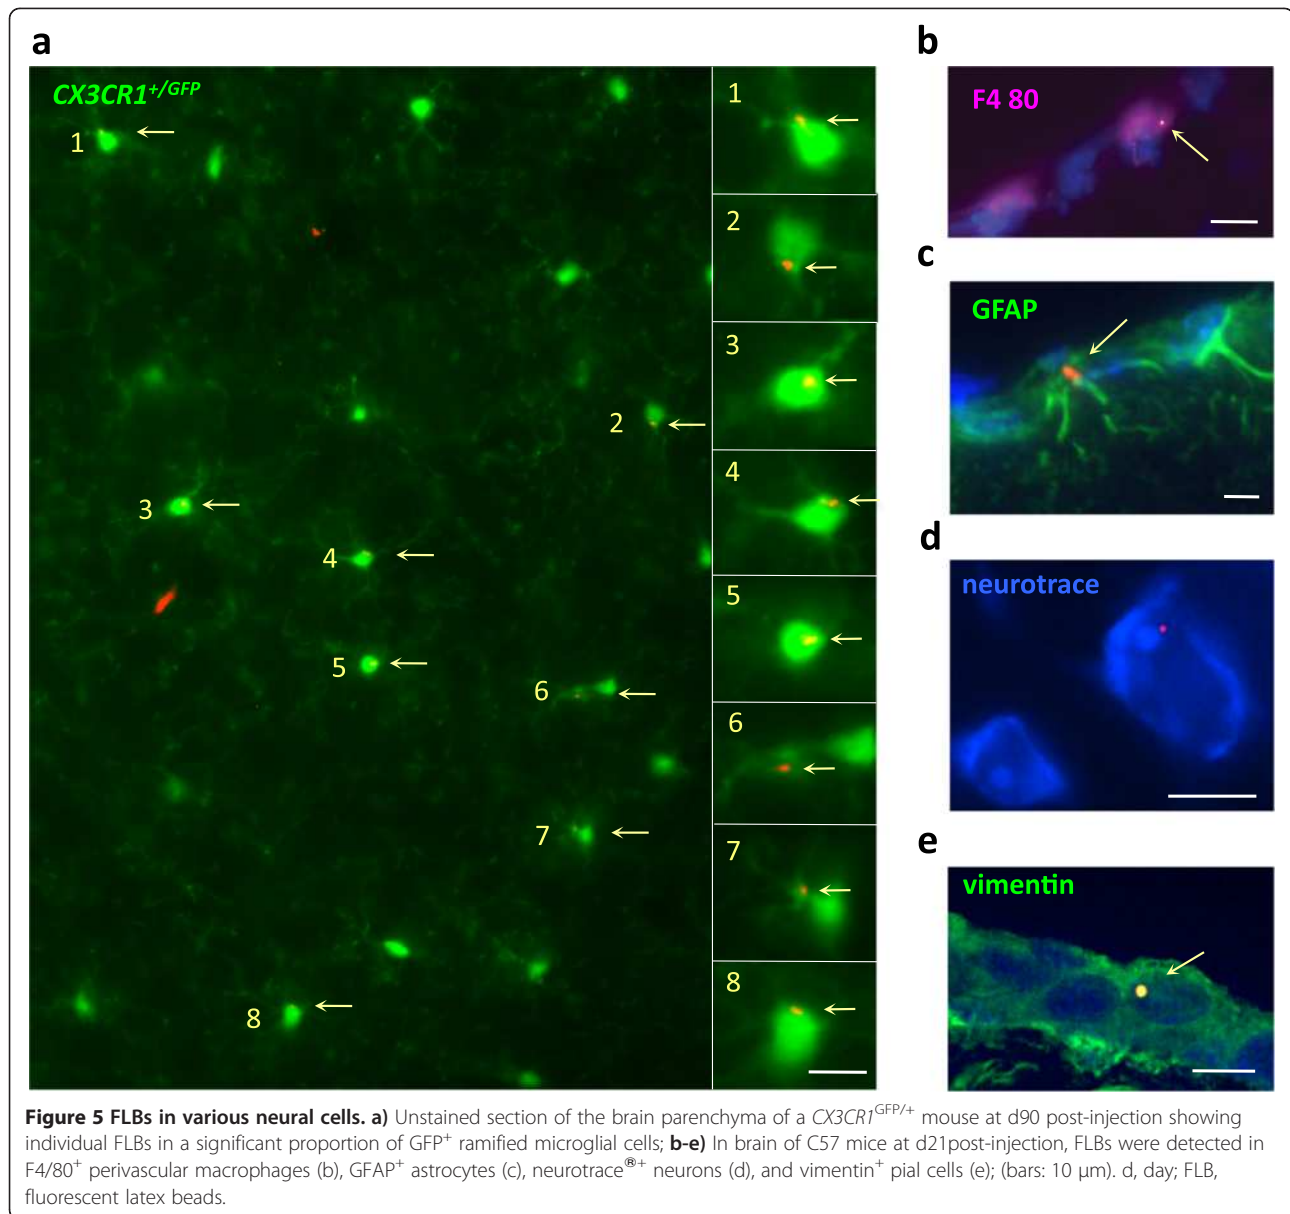 a
CX3CR1+/GFP
1
2
3
4
5
6
7
8
1
2
3
4
5
6
7
8
b
F4 80
c
GFAP
d
neurotrace
e
vimentin
Figure 5 FLBs in various neural cells. a) Unstained section of the brain parenchyma of a CX3CR1GFP/+ mouse at d90 post-injection showing
individual FLBs in a significant proportion of GFP+ ramified microglial cells; b-e) In brain of C57 mice at d21post-injection, FLBs were detected in
F4/80+ perivascular macrophages (b), GFAP+ astrocytes (c), neurotrace®+ neurons (d), and vimentin+ pial cells (e); (bars: 10 μm). d, day; FLB,
fluorescent latex beads.